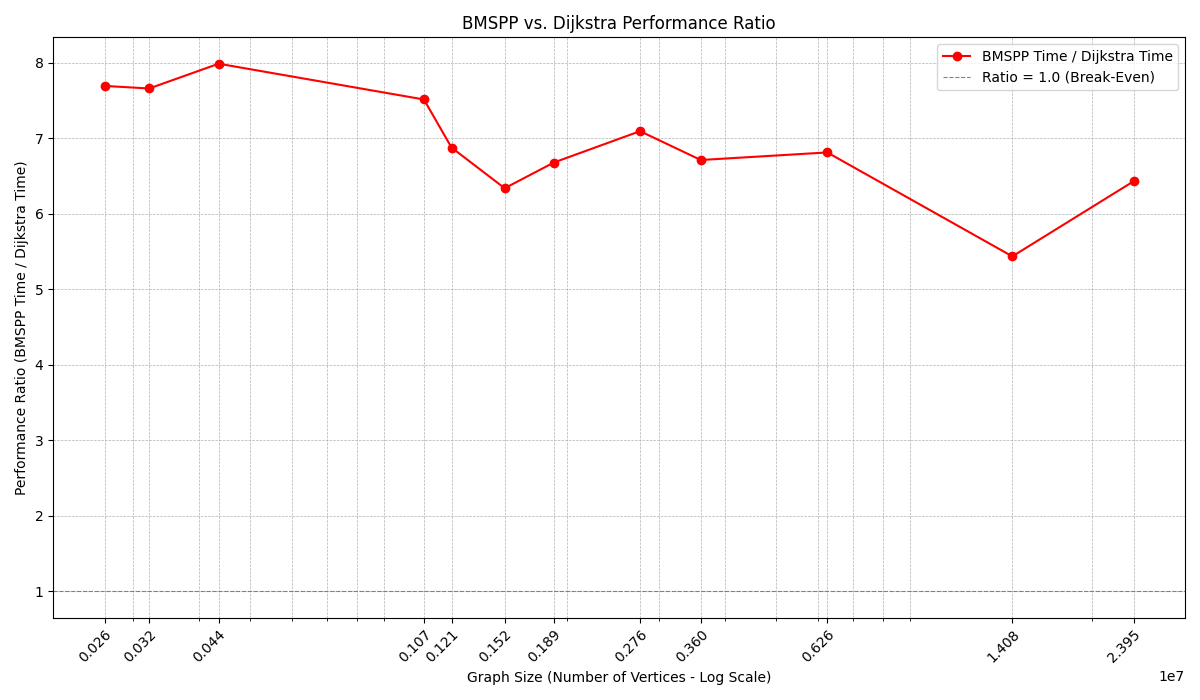 BMSPP vs. Dijkstra Performance Ratio
BMSPP Time / Dijkstra Time
Ratio = 1.0 (Break-Even)
Performance Ratio (BMSPP Time / Dijkstra Time)
8
7
6
5
4
3
2
1
0.026 0.032 0.044 0.107 0.121 0.152 0.189 0.276 0.360 0.626 1.408 2.395
Graph Size (Number of Vertices - Log Scale)
1e7